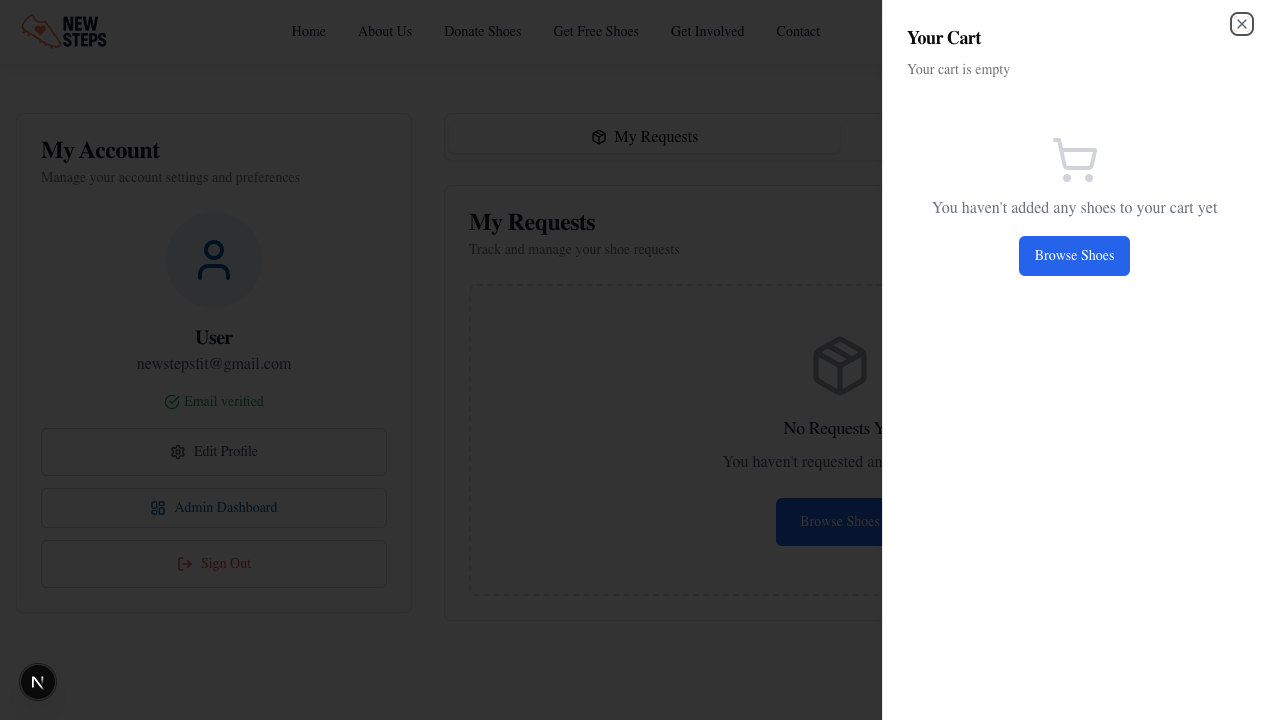 NEW
STEPS
Home
About Us
Donate Shoes
Get Free Shoes
Get Involved
Contact
My Account
Manage your account settings and preferences
User
newstepsfit@gmail.com
Email verified
Edit Profile
Admin Dashboard
Sign Out
My Requests
My Requests
Track and manage your shoe requests
No Requests Y
You haven't requested an
Browse Shoes
Your Cart
Your cart is empty
You haven't added any shoes to your cart yet
Browse Shoes
N